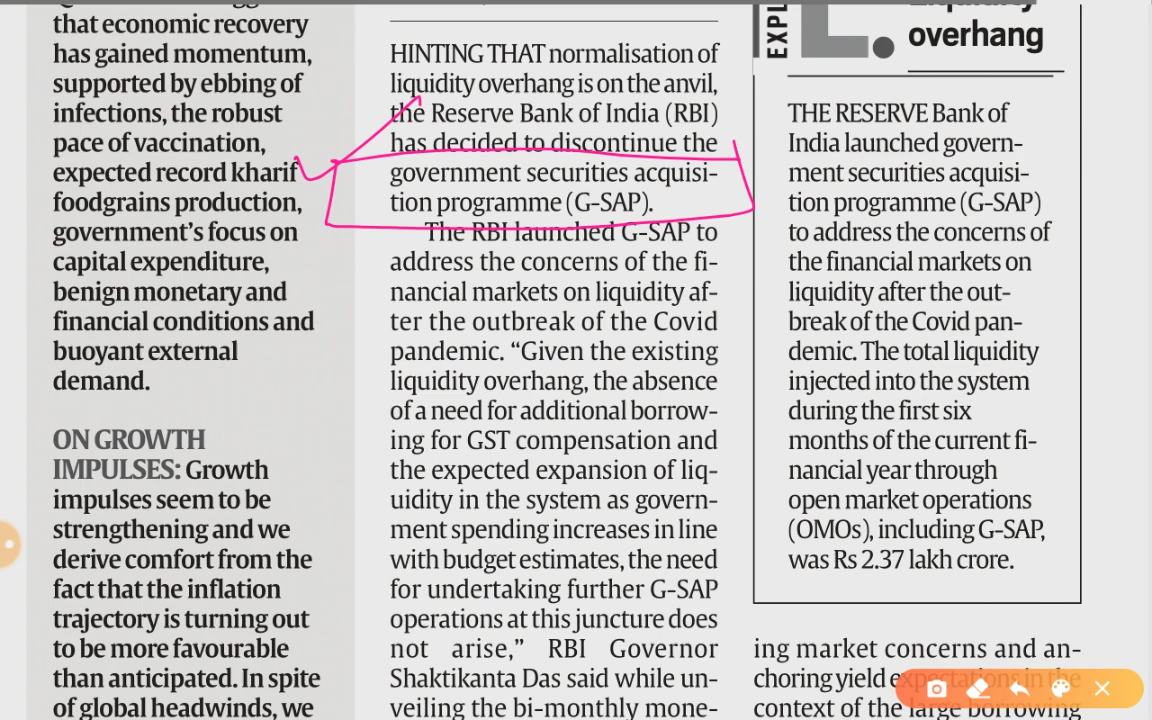 that economic recovery
has gained momentum,
supported by ebbing of
infections, the robust
pace of vaccination,
expected record kharif
foodgrains production,
government's focus on
capital expenditure,
benign monetary and
financial conditions and
buoyant external
demand.
ON GROWTH
IMPULSES: Growth
impulses seem to be
strengthening and we
derive comfort from the
fact that the inflation
trajectory is turning out
to be more favourable
than anticipated. In spite
of global headwinds, we
HINTING THAT normalisation of
liquidity overhang is on the anvil,
the Reserve Bank of India (RBI)
has decided to discontinue the
government securities acquisi-
tion programme (G-SAP).
The RBI launched G-SAP to
address the concerns of the fi-
nancial markets on liquidity af-
ter the outbreak of the Covid
pandemic. “Given the existing
liquidity overhang, the absence
of a need for additional borrow-
ing for GST compensation and
the expected expansion of liq-
uidity in the system as govern-
ment spending increases in line
with budget estimates, the need
for undertaking further G-SAP
operations at this juncture does
not arise,” RBI Governor
Shaktikanta Das said while un-
veiling the bi-monthly mone-
EXPL
Liquidity
overhang
THE RESERVE Bank of
India launched govern-
ment securities acquisi-
tion programme (G-SAP)
to address the concerns of
the financial markets on
liquidity after the out-
break of the Covid pan-
demic. The total liquidity
injected into the system
during the first six
months of the current fi-
nancial year through
open market operations
(OMOs), including G-SAP,
was Rs 2.37 lakh crore.
ing market concerns and an-
choring yield expectations in the
context of the large borrowing